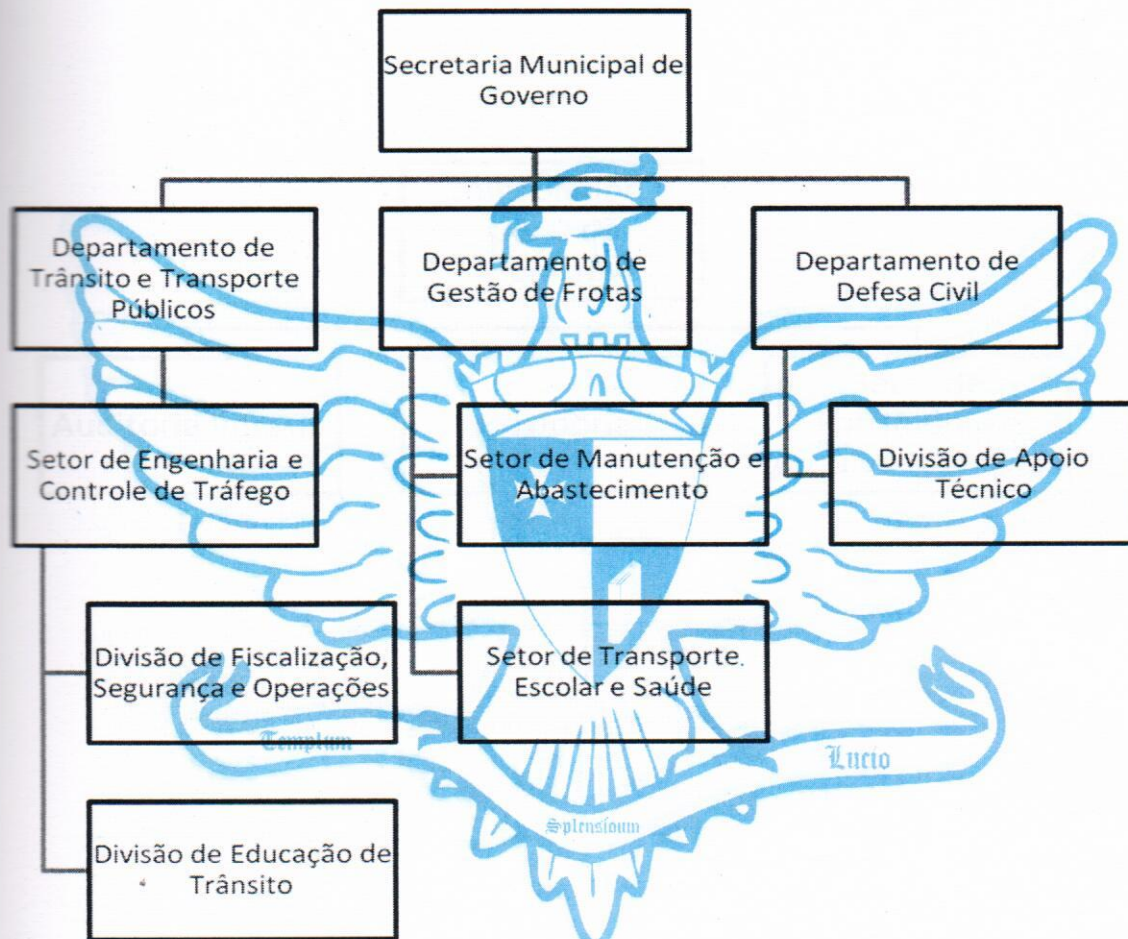 Secretaria Municipal de
Governo
Departamento de
Trânsito e Transporte
Públicos
Departamento de
Gestão de Frotas
Departamento de
Defesa Civil
Setor de Engenharia e
Controle de Tráfego
Setor de Manutenção e
Abastecimento
Divisão de Apoio
Técnico
Divisão de Fiscalização,
Segurança e Operações
Setor de Transporte
Escolar e Saúde
Templum
Lucio
Splensioum
Divisão de Educação de
Trânsito